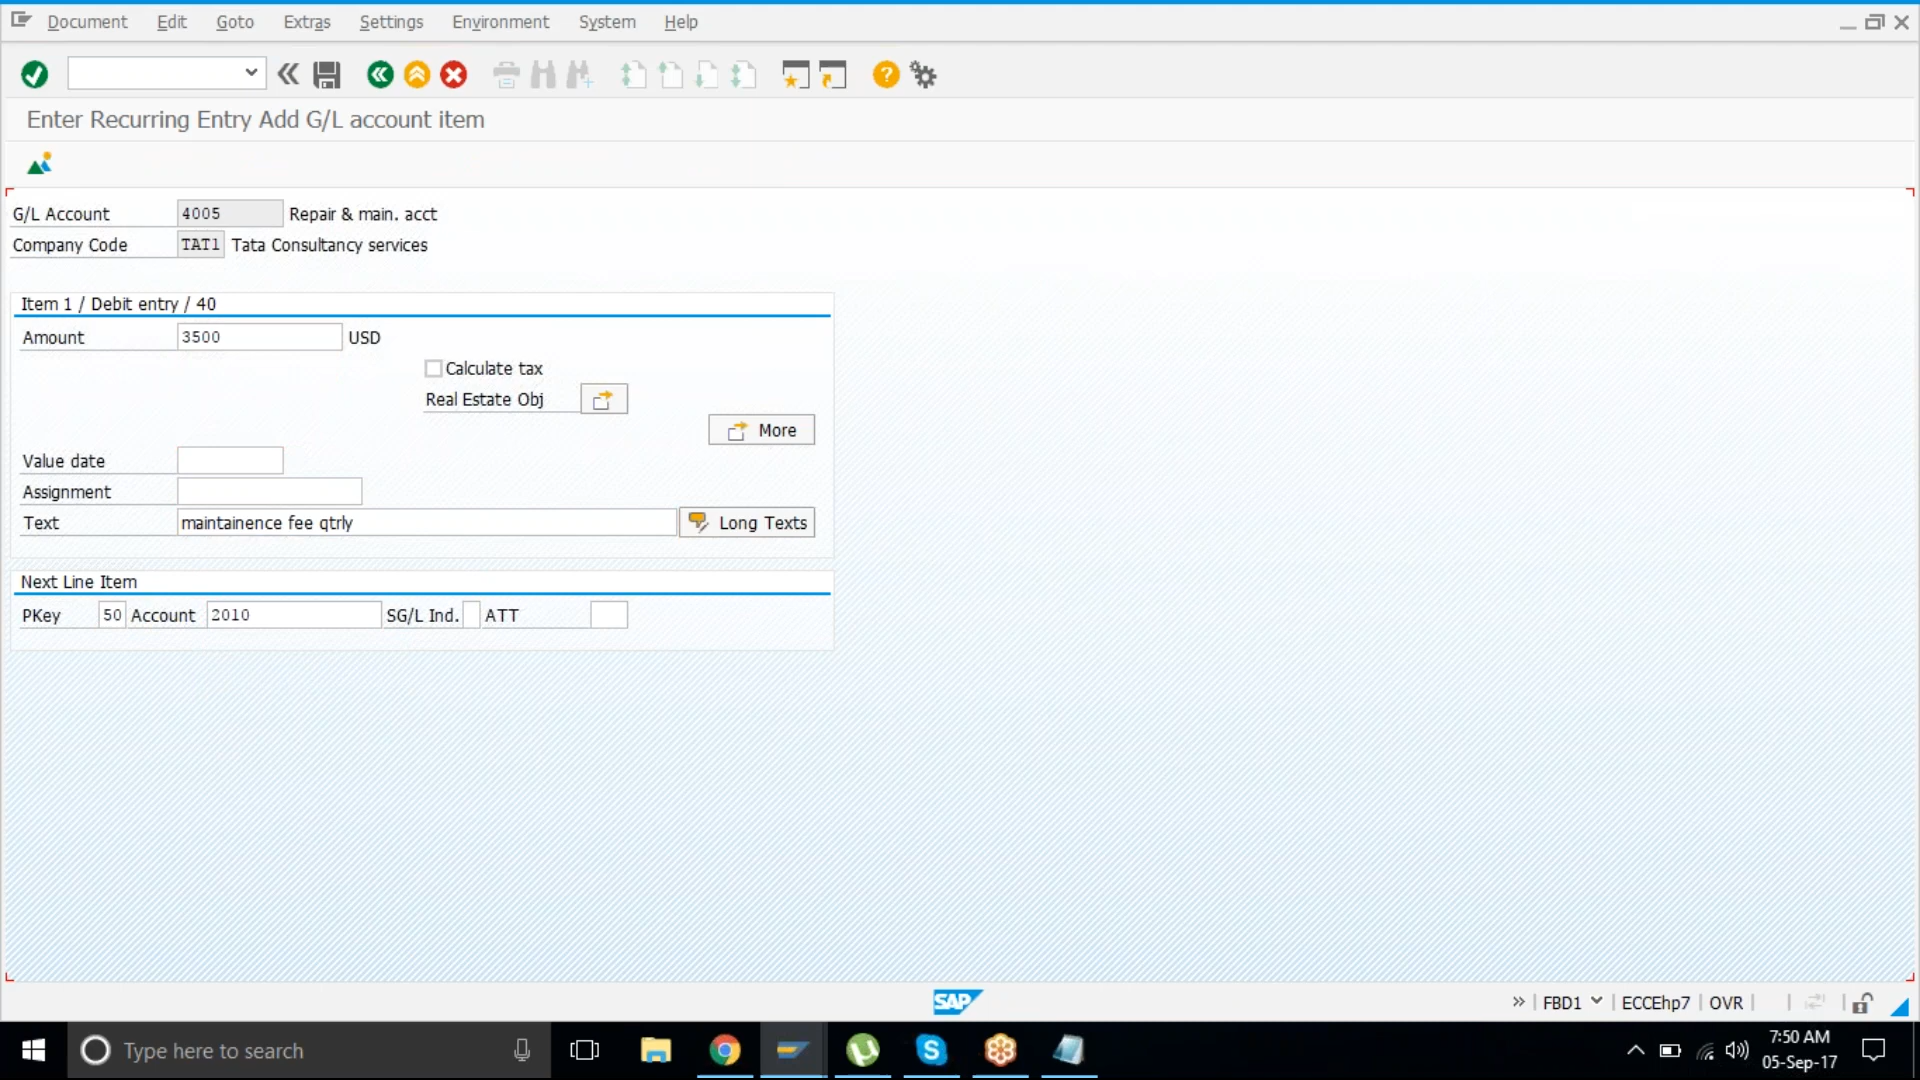 Document Edit Goto Extras Settings Environment System Help
Enter Recurring Entry Add G/L account item
G/L Account 4005 Repair & main. acct
Company Code TAT1 Tata Consultancy services
Item 1 / Debit entry / 40
Amount 3500 USD
Calculate tax
Real Estate Obj
More
Value date
Assignment
Text maintainence fee qtrly Long Texts
Next Line Item
PKey 50 Account 2010 SG/L Ind. ATT
SAP FBD1 ECCEhp7 OVR
Type here to search
7:50 AM
05-Sep-17